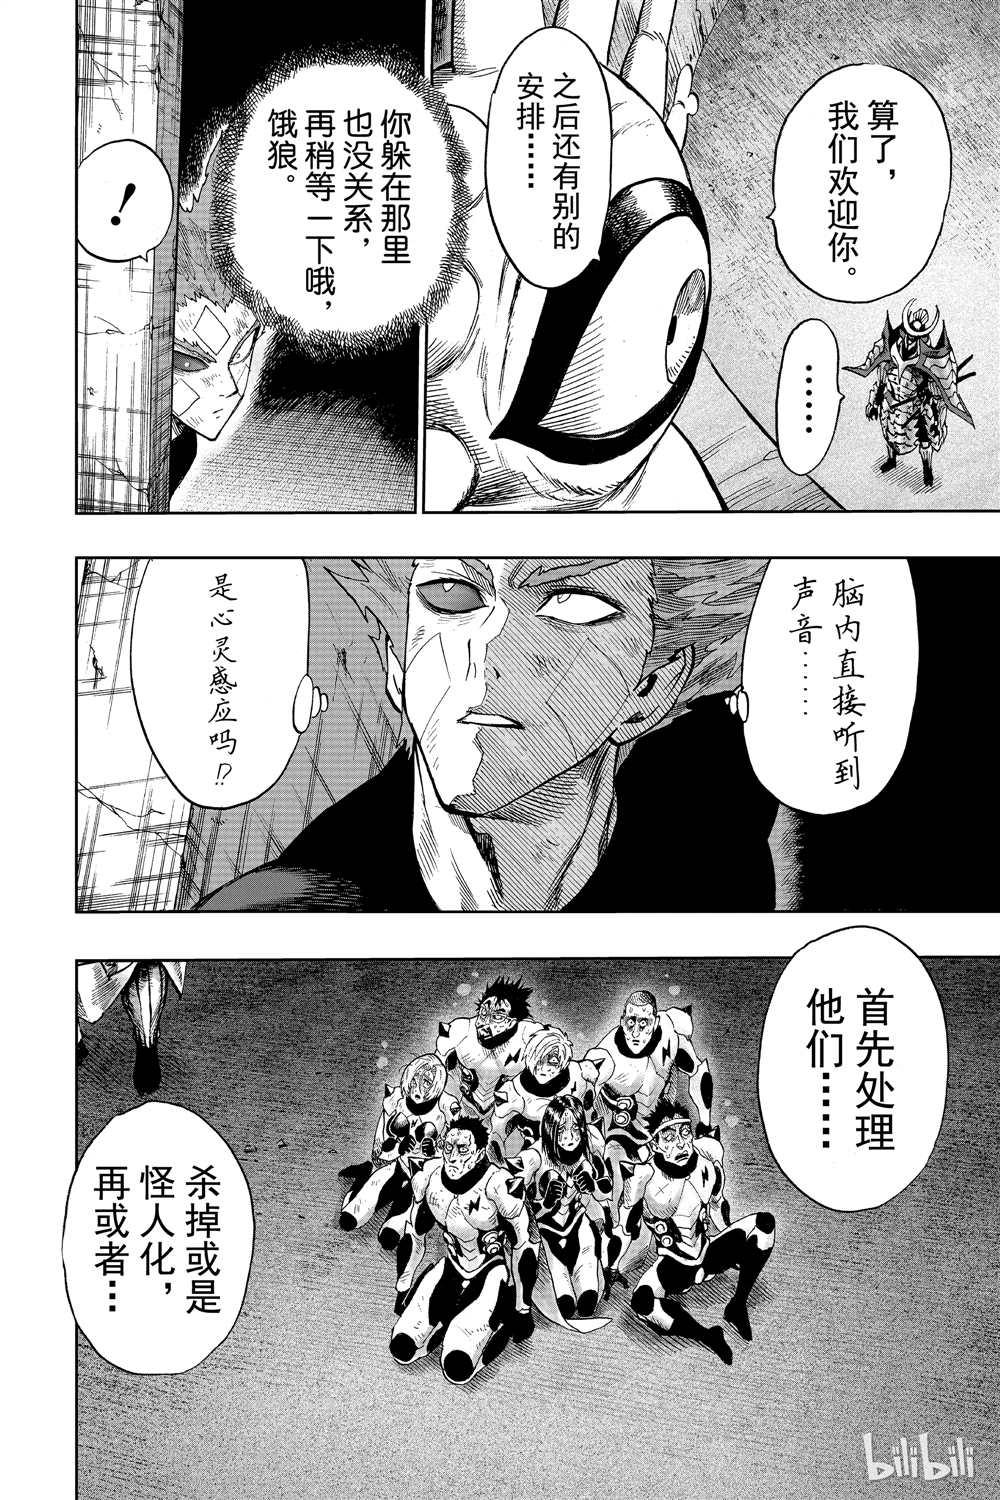 算了，
我们欢迎你。
……
之后还有别的
安排……
你躲在那里
也没关系，
再稍等一下哦，
饿狼。
！
脑内直接听到
声音……
是心灵感应吗!?
首先处理
他们……
杀掉或是
怪人化，
再或者…
bilibili